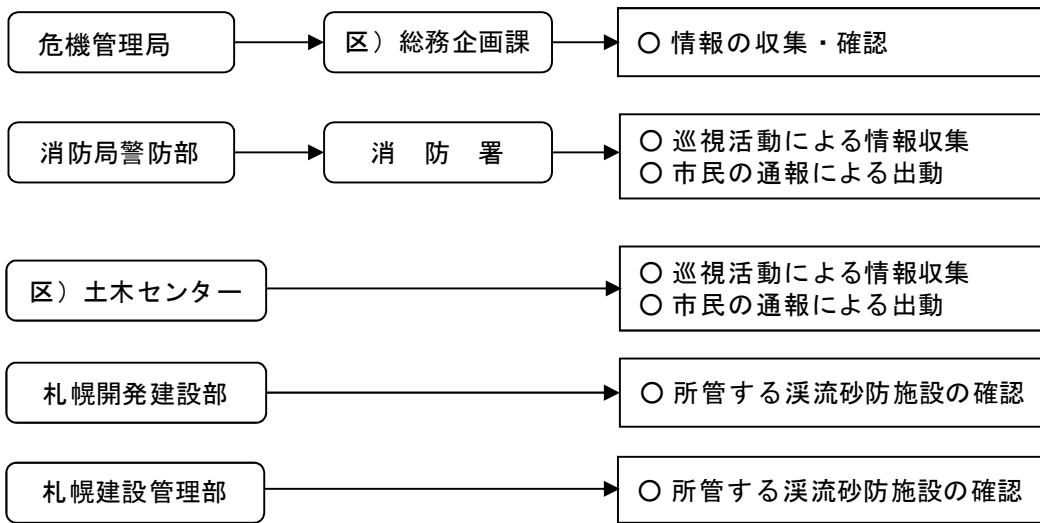 危機管理局
区）総務企画課
○ 情報の収集・確認
消防局警防部
消 防 署
○ 巡視活動による情報収集
○ 市民の通報による出動
区）土木センター
○ 巡視活動による情報収集
○ 市民の通報による出動
札幌開発建設部
○ 所管する渓流砂防施設の確認
札幌建設管理部
○ 所管する渓流砂防施設の確認